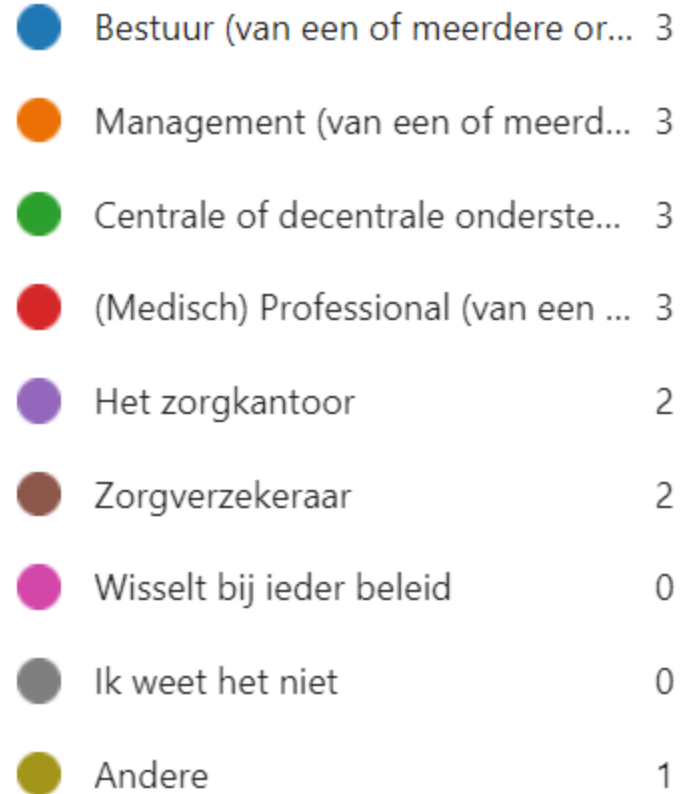 Bestuur (van een of meerdere or... 3
Management (van een of meerd... 3
Centrale of decentrale onderste... 3
(Medisch) Professional (van een ... 3
Het zorgkantoor 2
Zorgverzekeraar 2
Wisselt bij ieder beleid 0
Ik weet het niet 0
Andere 1